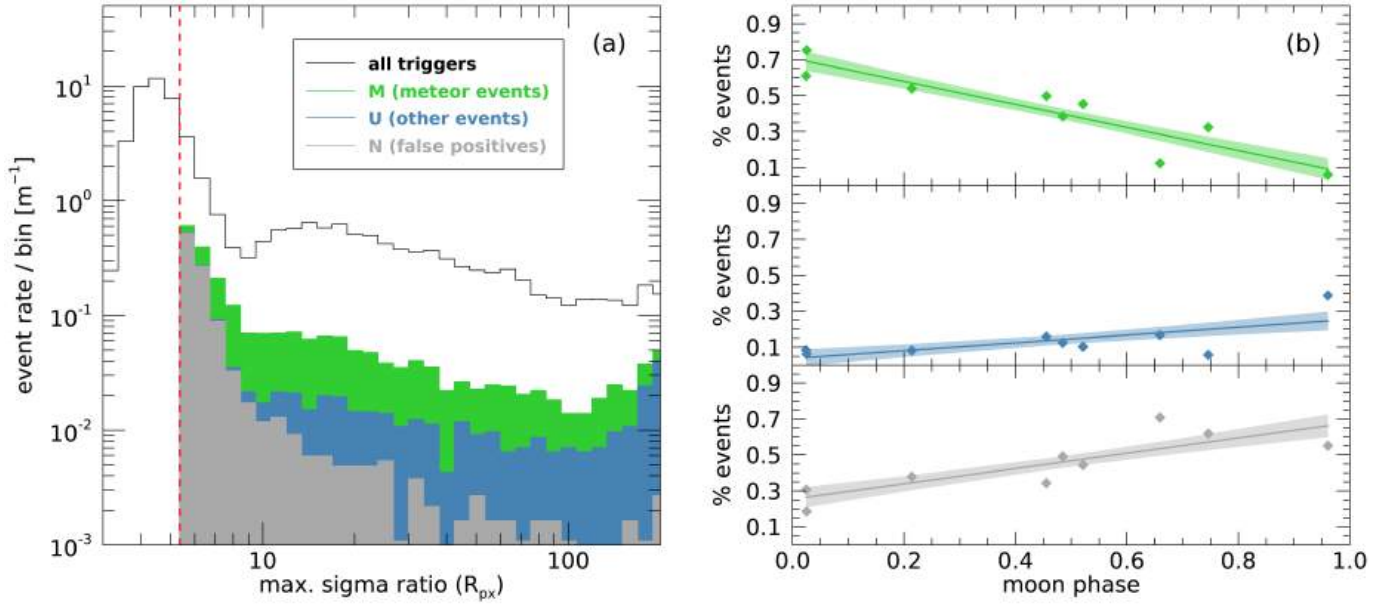 (a)
all triggers
M (meteor events)
U (other events)
N (false positives)
10¹
10⁰
10⁻¹
10⁻²
10⁻³
event rate / bin [m⁻¹]
10
100
max. sigma ratio (Rₚₓ)
(b)
0.9
0.7
0.5
0.3
0.1
% events
0.9
0.7
0.5
0.3
0.1
% events
0.9
0.7
0.5
0.3
0.1
% events
0.0
0.2
0.4
0.6
0.8
1.0
moon phase